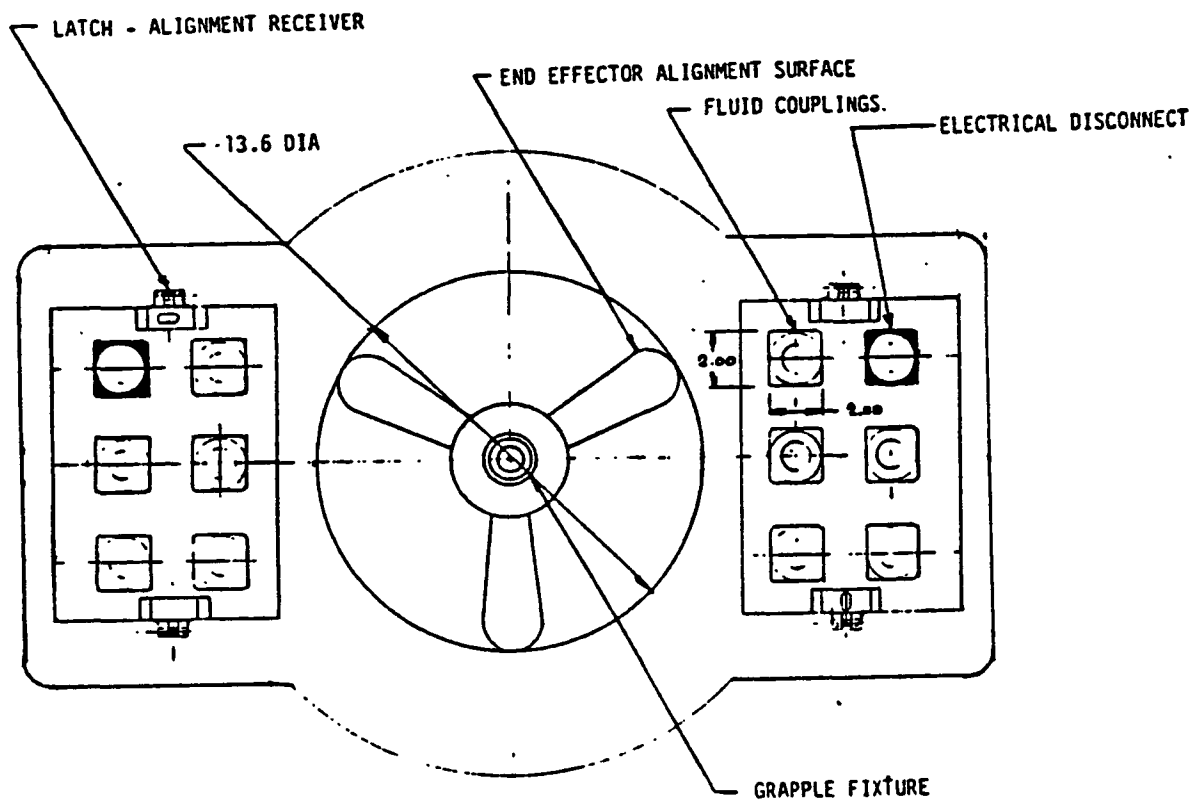 LATCH - ALIGNMENT RECEIVER
END EFFECTOR ALIGNMENT SURFACE
FLUID COUPLINGS.
ELECTRICAL DISCONNECT
13.6 DIA
2.00
2.00
GRAPPLE FIXTURE